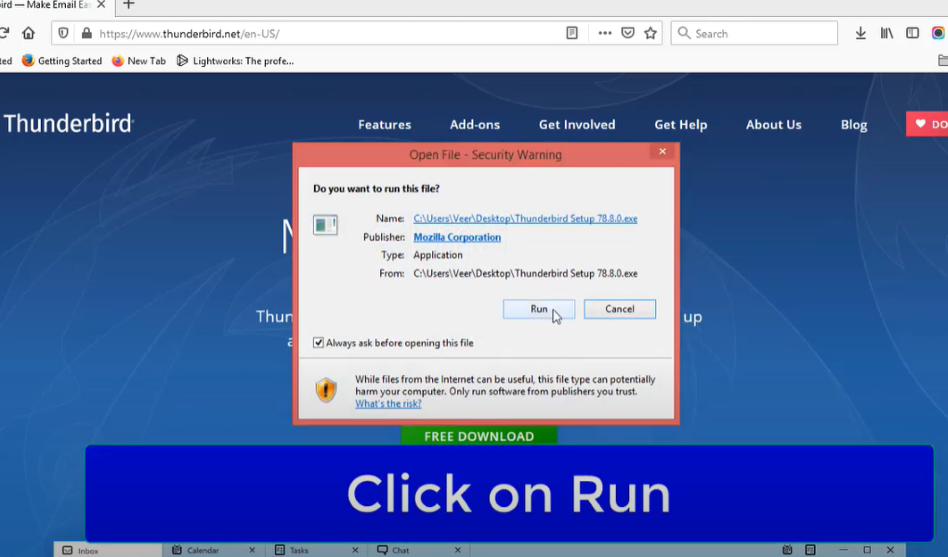 ird — Make Email Eas
https://www.thunderbird.net/en-US/
Search
ted Getting Started New Tab Lightworks: The profe...
Thunderbird
Features Add-ons Get Involved Get Help About Us Blog DO
Open File - Security Warning
Do you want to run this file?
Name: C:\Users\Veer\Desktop\Thunderbird Setup 78.8.0.exe
Publisher: Mozilla Corporation
Type: Application
From: C:\Users\Veer\Desktop\Thunderbird Setup 78.8.0.exe
M
Run Cancel
Thun up
Always ask before opening this file
a
While files from the Internet can be useful, this file type can potentially
harm your computer. Only run software from publishers you trust.
What's the risk?
FREE DOWNLOAD
Click on Run
Inbox Calendar Tasks Chat